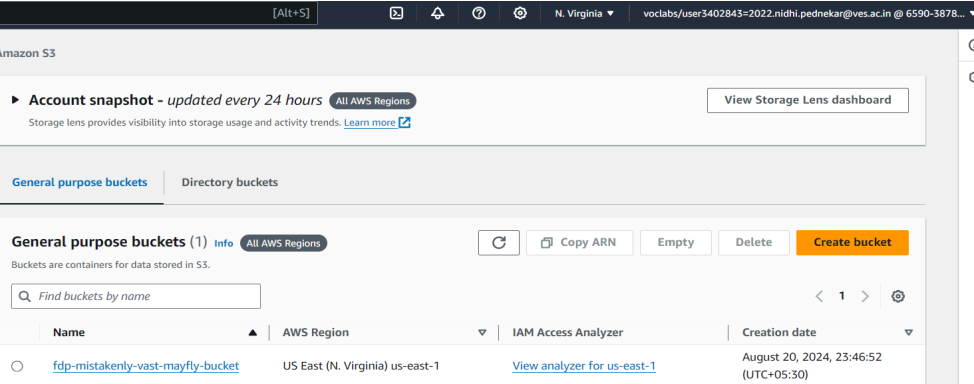 [Alt+S]
N. Virginia
voclabs/user3402843=2022.nidhi.pednekar@ves.ac.in @ 6590-3878...
Amazon S3
Account snapshot - updated every 24 hours All AWS Regions
View Storage Lens dashboard
Storage lens provides visibility into storage usage and activity trends. Learn more
General purpose buckets Directory buckets
General purpose buckets (1) Info All AWS Regions
Copy ARN Empty Delete Create bucket
Buckets are containers for data stored in S3.
Find buckets by name
1
Name AWS Region IAM Access Analyzer Creation date
fdp-mistakenly-vast-mayfly-bucket US East (N. Virginia) us-east-1 View analyzer for us-east-1 August 20, 2024, 23:46:52
(UTC+05:30)